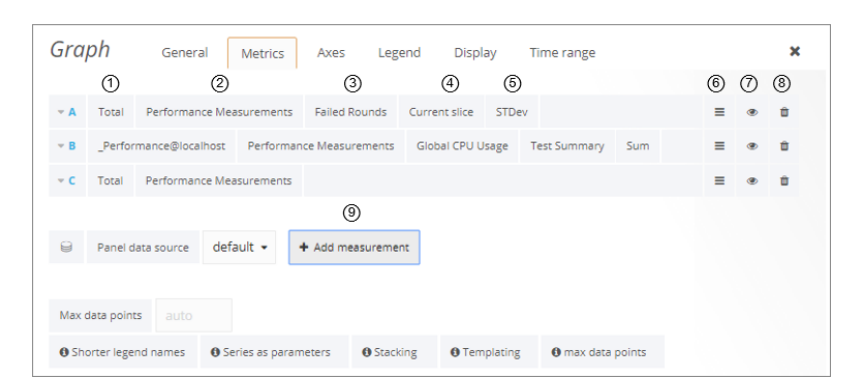 Graph General Metrics Axes Legend Display Time range ✖
① ② ③ ④ ⑤ ⑥ ⑦ ⑧
A Total Performance Measurements Failed Rounds Current slice STDev
B _Performance@localhost Performance Measurements Global CPU Usage Test Summary Sum
C Total Performance Measurements
⑨
Panel data source default + Add measurement
Max data points auto
Shorter legend names Series as parameters Stacking Templating max data points